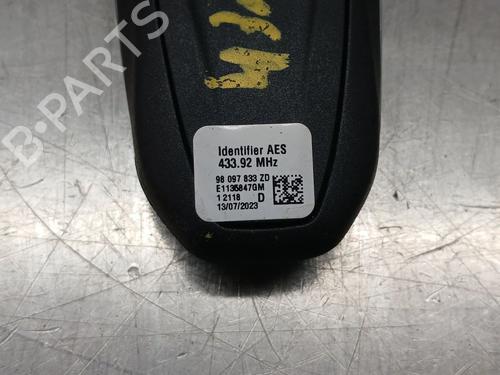 Identifier AES
433.92 MHz
98 097 833 ZD
E1135847GM
1 2118 D
13/07/2023
B-PARTS